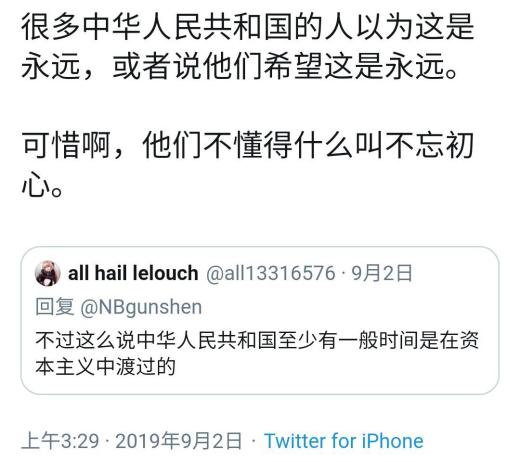 很多中华人民共和国的人以为这是
永远，或者说他们希望这是永远。
可惜啊，他们不懂得什么叫不忘初
心。
all hail lelouch @all13316576 · 9月2日
回复 @NBgunshen
不过这么说中华人民共和国至少有一般时间是在资
本主义中渡过的
上午3:29 · 2019年9月2日 · Twitter for iPhone